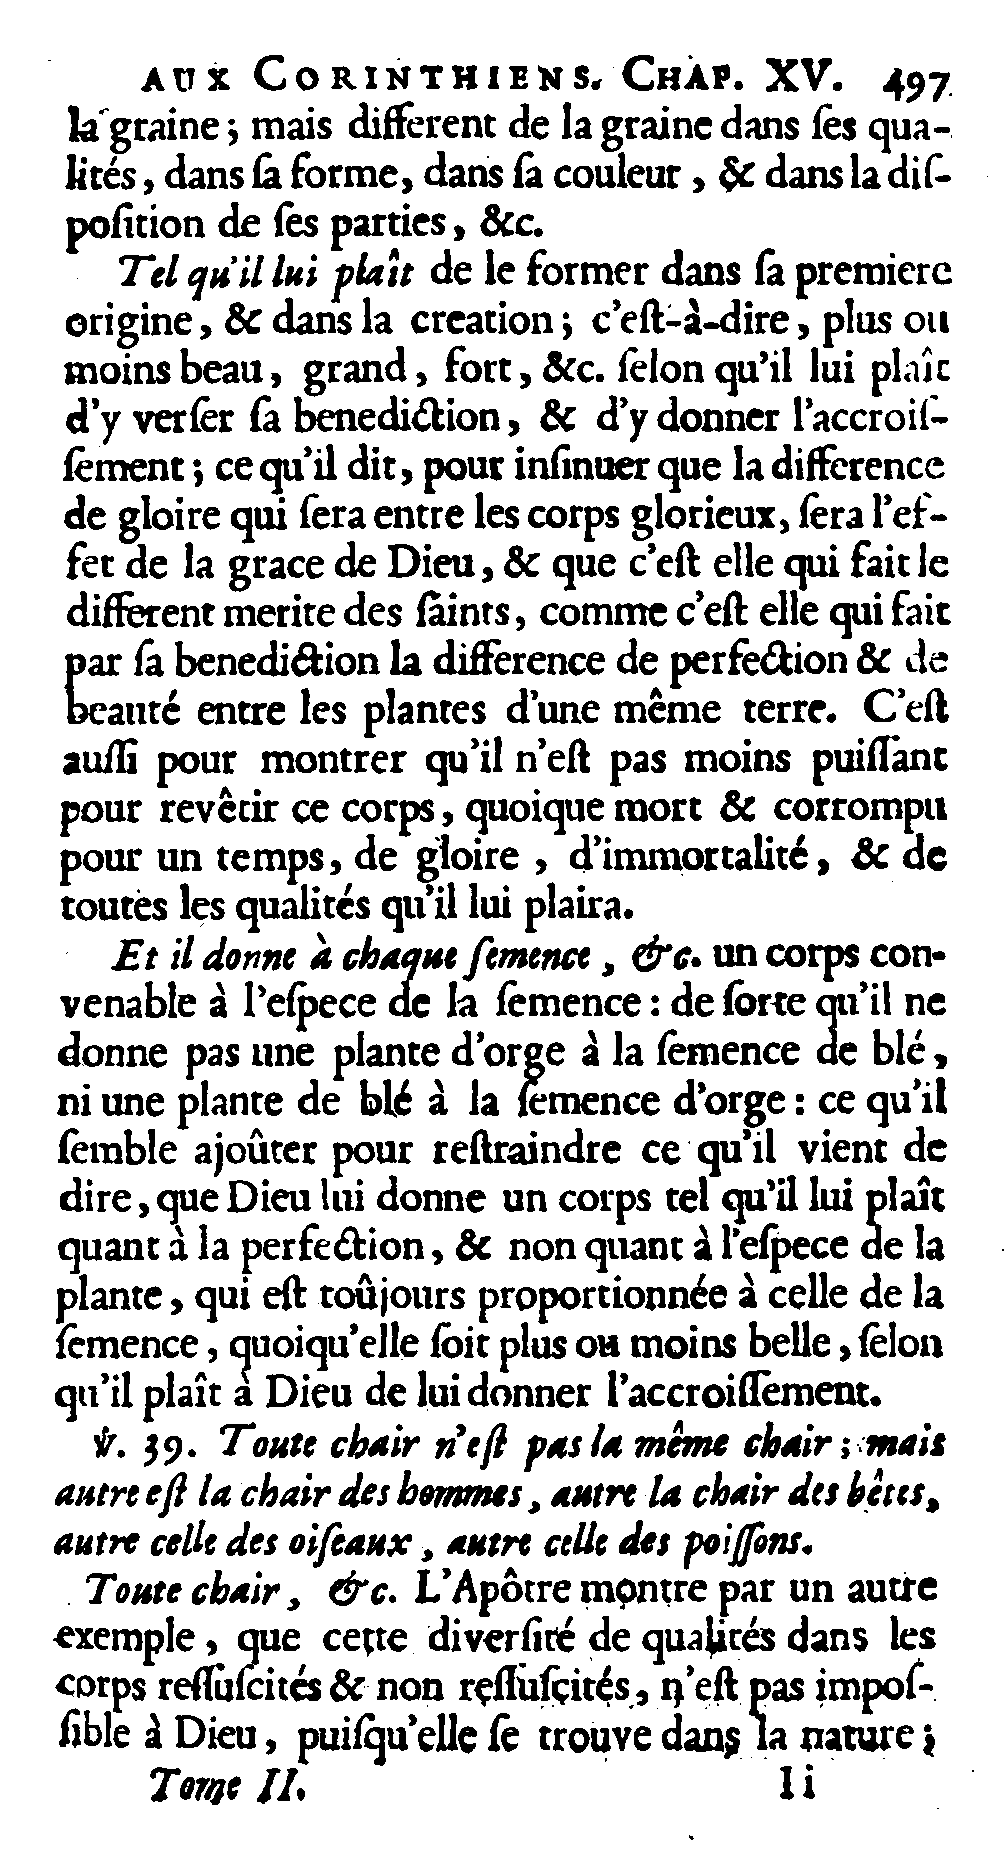 AUX CORINTHIENS. CHAP. XV. 497
la graine; mais different de la graine dans ſes qua-
lités, dans ſa forme, dans ſa couleur, & dans la diſ-
poſition de ſes parties, &c.
Tel qu'il lui plaît de le former dans ſa premiere
origine, & dans la creation; c'eſt-à-dire, plus ou
moins beau, grand, fort, &c. ſelon qu'il lui plaît
d'y verſer ſa benediction, & d'y donner l'accroiſ-
ſement; ce qu'il dit, pour inſinuer que la difference
de gloire qui ſera entre les corps glorieux, ſera l'ef-
fet de la grace de Dieu, & que c'eſt elle qui fait le
different merite des ſaints, comme c'eſt elle qui fait
par ſa benediction la difference de perfection & de
beauté entre les plantes d'une même terre. C'eſt
auſſi pour montrer qu'il n'eſt pas moins puiſſant
pour revêtir ce corps, quoique mort & corrompu
pour un temps, de gloire, d'immortalité, & de
toutes les qualités qu'il lui plaira.
Et il donne à chaque ſemence, &c. un corps con-
venable à l'eſpece de la ſemence: de ſorte qu'il ne
donne pas une plante d'orge à la ſemence de blé,
ni une plante de blé à la ſemence d'orge: ce qu'il
ſemble ajoûter pour reſtraindre ce qu'il vient de
dire, que Dieu lui donne un corps tel qu'il lui plaît
quant à la perfection, & non quant à l'eſpece de la
plante, qui eſt toûjours proportionnée à celle de la
ſemence, quoiqu'elle ſoit plus ou moins belle, ſelon
qu'il plaît à Dieu de lui donner l'accroiſſement.
℣. 39. Toute chair n'eſt pas la même chair; mais
autre eſt la chair des hommes, autre la chair des bêtes,
autre celle des oiſeaux, autre celle des poiſſons.
Toute chair, &c. L'Apôtre montre par un autre
exemple, que cette diverſité de qualités dans les
corps reſſuſcités & non reſſuſcités, n'eſt pas impoſ-
ſible à Dieu, puiſqu'elle ſe trouve dans la nature;
Tome II. Ii